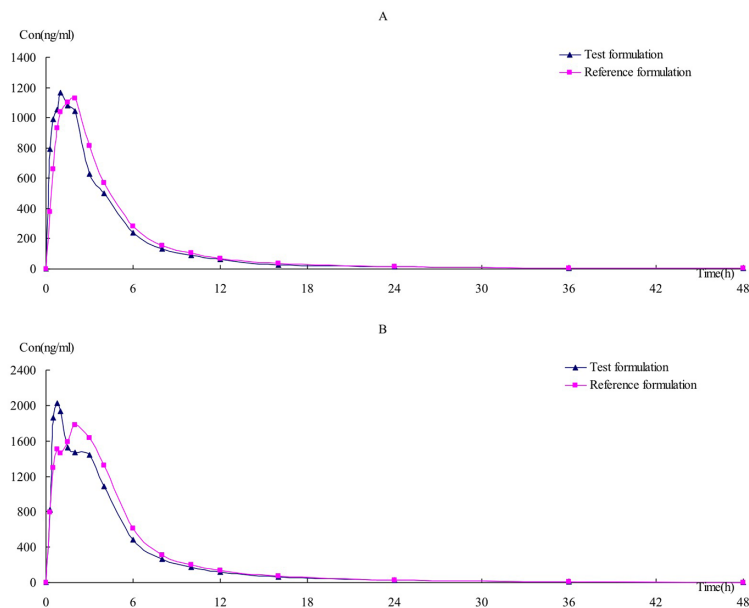 A
Con(ng/ml)
1400
1200
1000
800
600
400
200
0
Test formulation
Reference formulation
Time(h)
0 6 12 18 24 30 36 42 48
B
Con(ng/ml)
2400
2000
1600
1200
800
400
0
Test formulation
Reference formulation
Time(h)
0 6 12 18 24 30 36 42 48